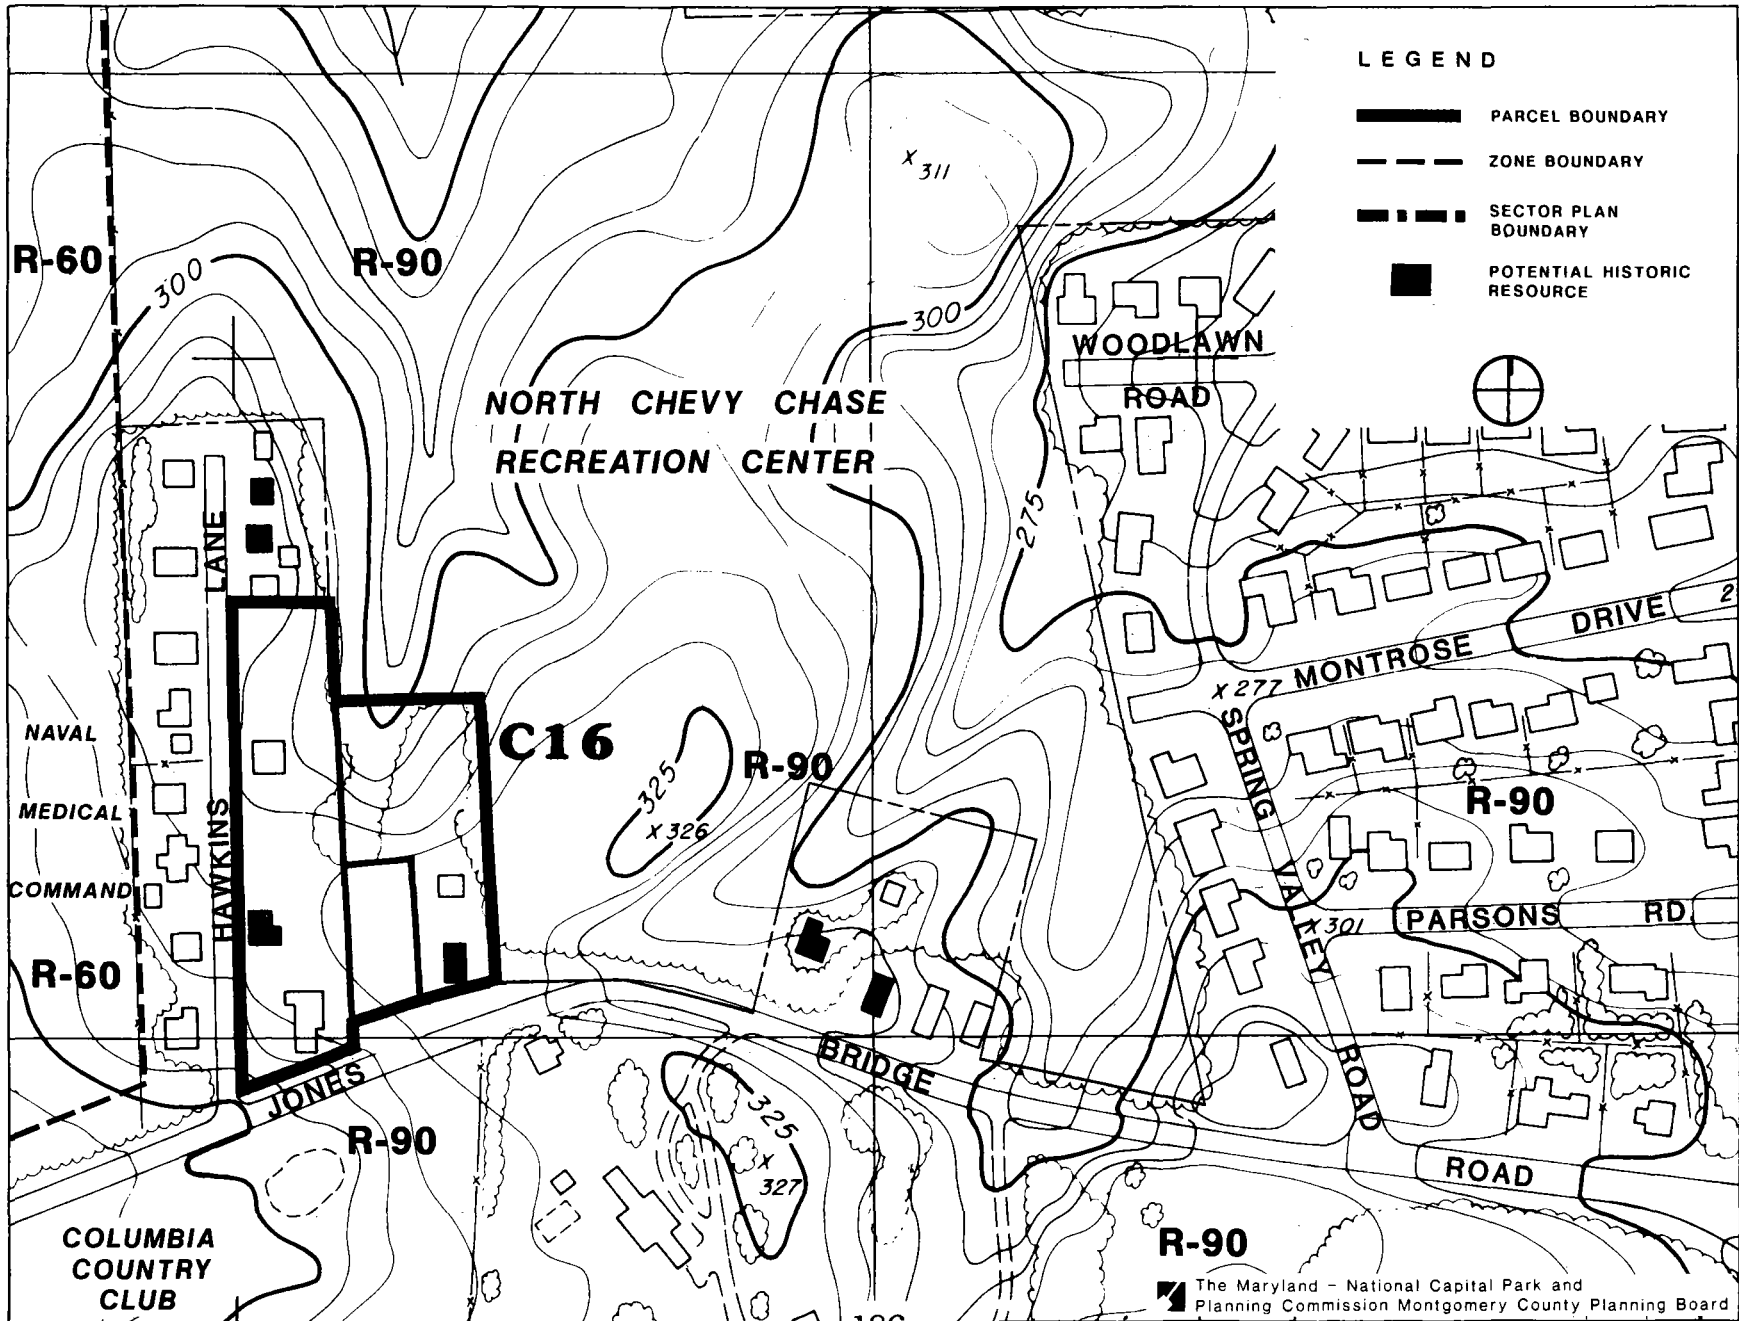 LEGEND
PARCEL BOUNDARY
ZONE BOUNDARY
SECTOR PLAN
BOUNDARY
POTENTIAL HISTORIC
RESOURCE
R-60
300
R-90
X 311
300
WOODLAWN
ROAD
NORTH CHEVY CHASE
RECREATION CENTER
275
LANE
HAWKINS
MONTROSE
DRIVE
2
X 277
NAVAL
MEDICAL
COMMAND
C16
325
X 326
R-90
SPRING
VALLEY
ROAD
R-90
X 301
PARSONS RD.
R-60
JONES
BRIDGE
ROAD
R-90
325
X
327
COLUMBIA
COUNTRY
CLUB
R-90
The Maryland - National Capital Park and
Planning Commission Montgomery County Planning Board